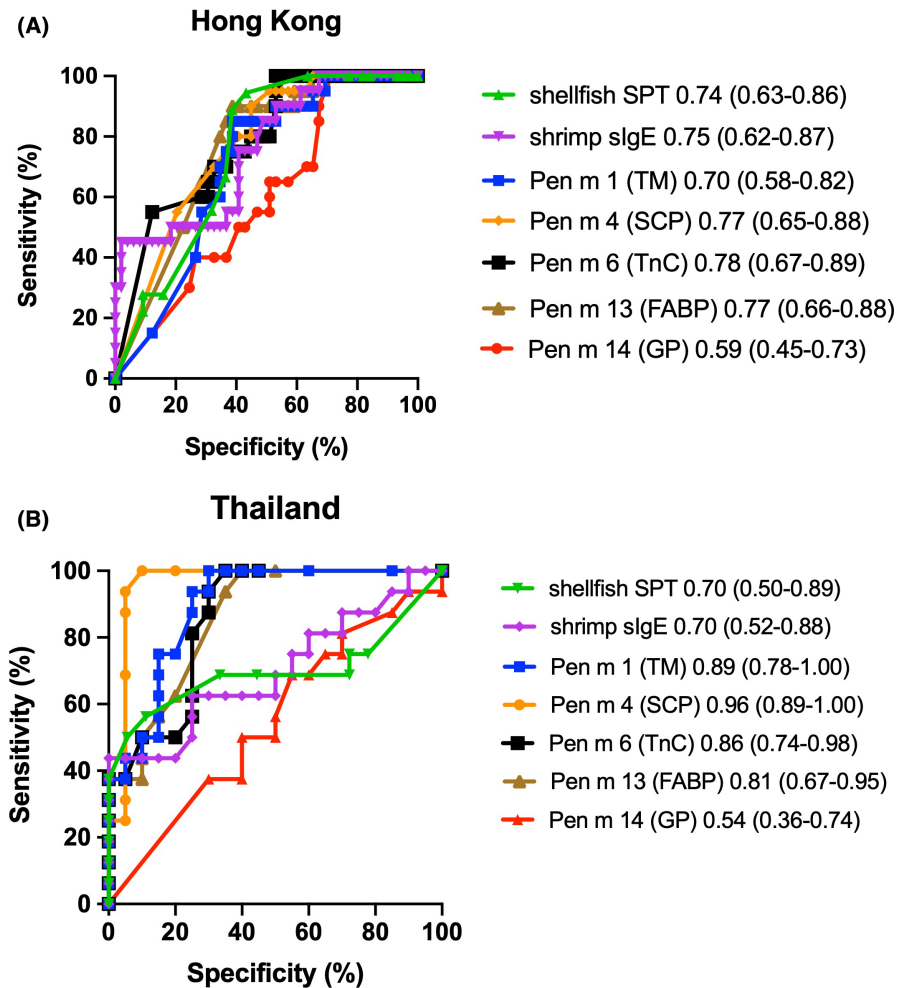 (A)
Hong Kong
100
80
60
40
20
0
Sensitivity (%)
0 20 40 60 80 100
Specificity (%)
shellfish SPT 0.74 (0.63-0.86)
shrimp sIgE 0.75 (0.62-0.87)
Pen m 1 (TM) 0.70 (0.58-0.82)
Pen m 4 (SCP) 0.77 (0.65-0.88)
Pen m 6 (TnC) 0.78 (0.67-0.89)
Pen m 13 (FABP) 0.77 (0.66-0.88)
Pen m 14 (GP) 0.59 (0.45-0.73)
(B)
Thailand
100
80
60
40
20
0
Sensitivity (%)
0 20 40 60 80 100
Specificity (%)
shellfish SPT 0.70 (0.50-0.89)
shrimp sIgE 0.70 (0.52-0.88)
Pen m 1 (TM) 0.89 (0.78-1.00)
Pen m 4 (SCP) 0.96 (0.89-1.00)
Pen m 6 (TnC) 0.86 (0.74-0.98)
Pen m 13 (FABP) 0.81 (0.67-0.95)
Pen m 14 (GP) 0.54 (0.36-0.74)